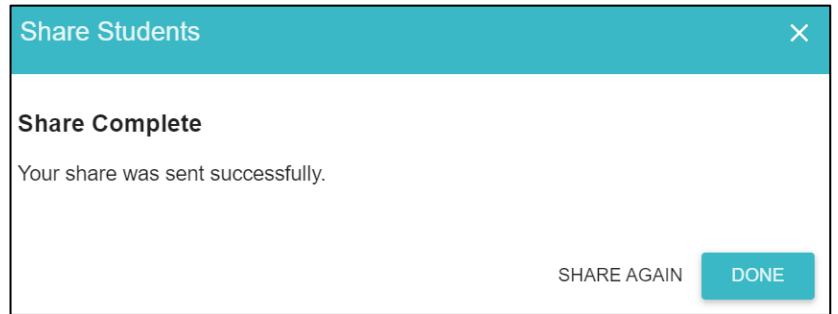 Share Students
Share Complete
Your share was sent successfully.
SHARE AGAIN DONE